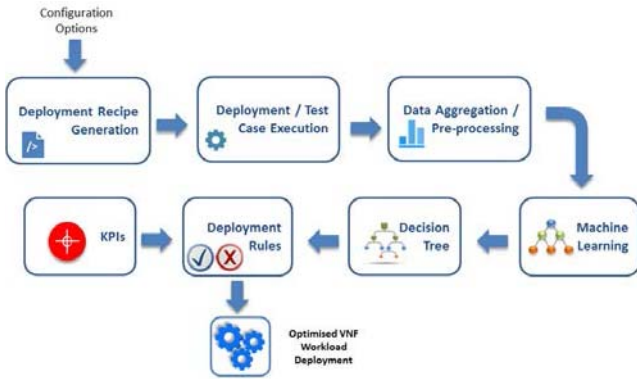 Configuration
Options
Deployment Recipe
Generation
</>
Deployment / Test
Case Execution
Data Aggregation /
Pre-processing
KPIs
Deployment
Rules
Decision
Tree
Machine
Learning
Optimised VNF
Workload
Deployment